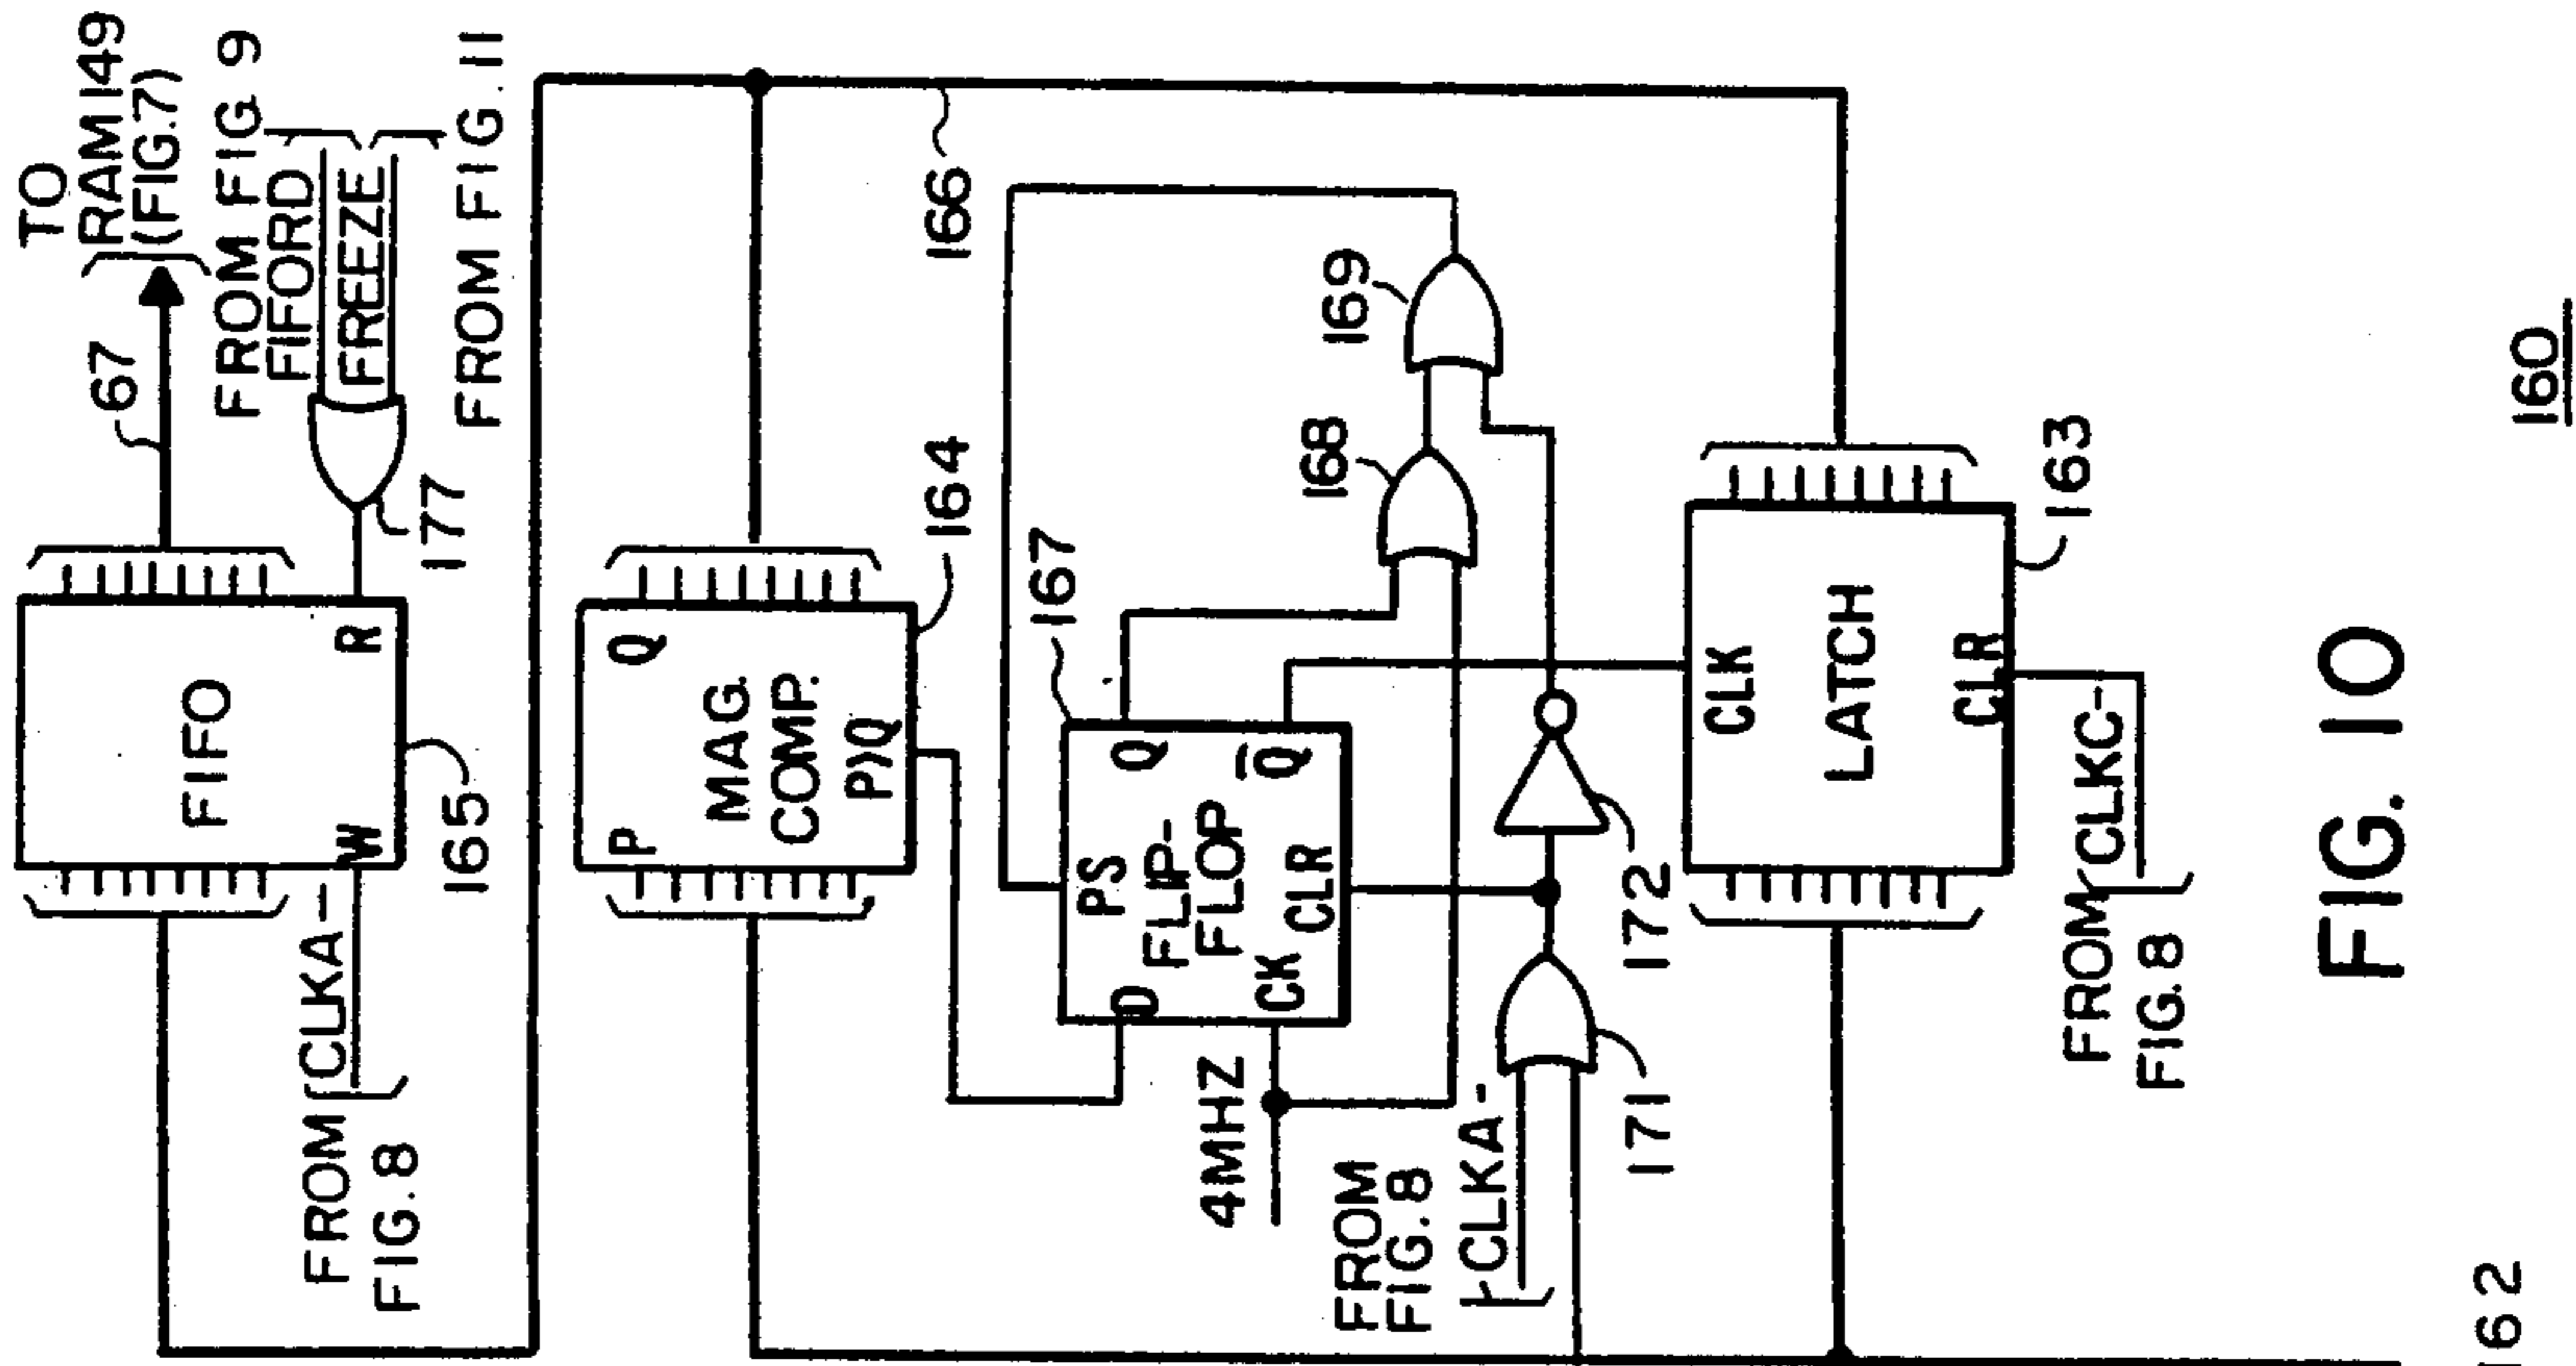 TO
RAM 149
(FIG.7)
67
FROM FIG. 9
FIFORD
FREEZE
FROM FIG. 11
177
FIFO
R
W
165
CLKA-
FROM
FIG. 8
166
164
Q
MAG.
COMP.
P
P>Q
167
168
169
PS
Q
FLIP-
FLOP
Q̅
D
CK
CLR
4MHZ
172
FROM
FIG. 8
CLKA-
171
163
CLK
LATCH
CLR
CLKC-
FROM
FIG. 8
160
FIG. 10
162